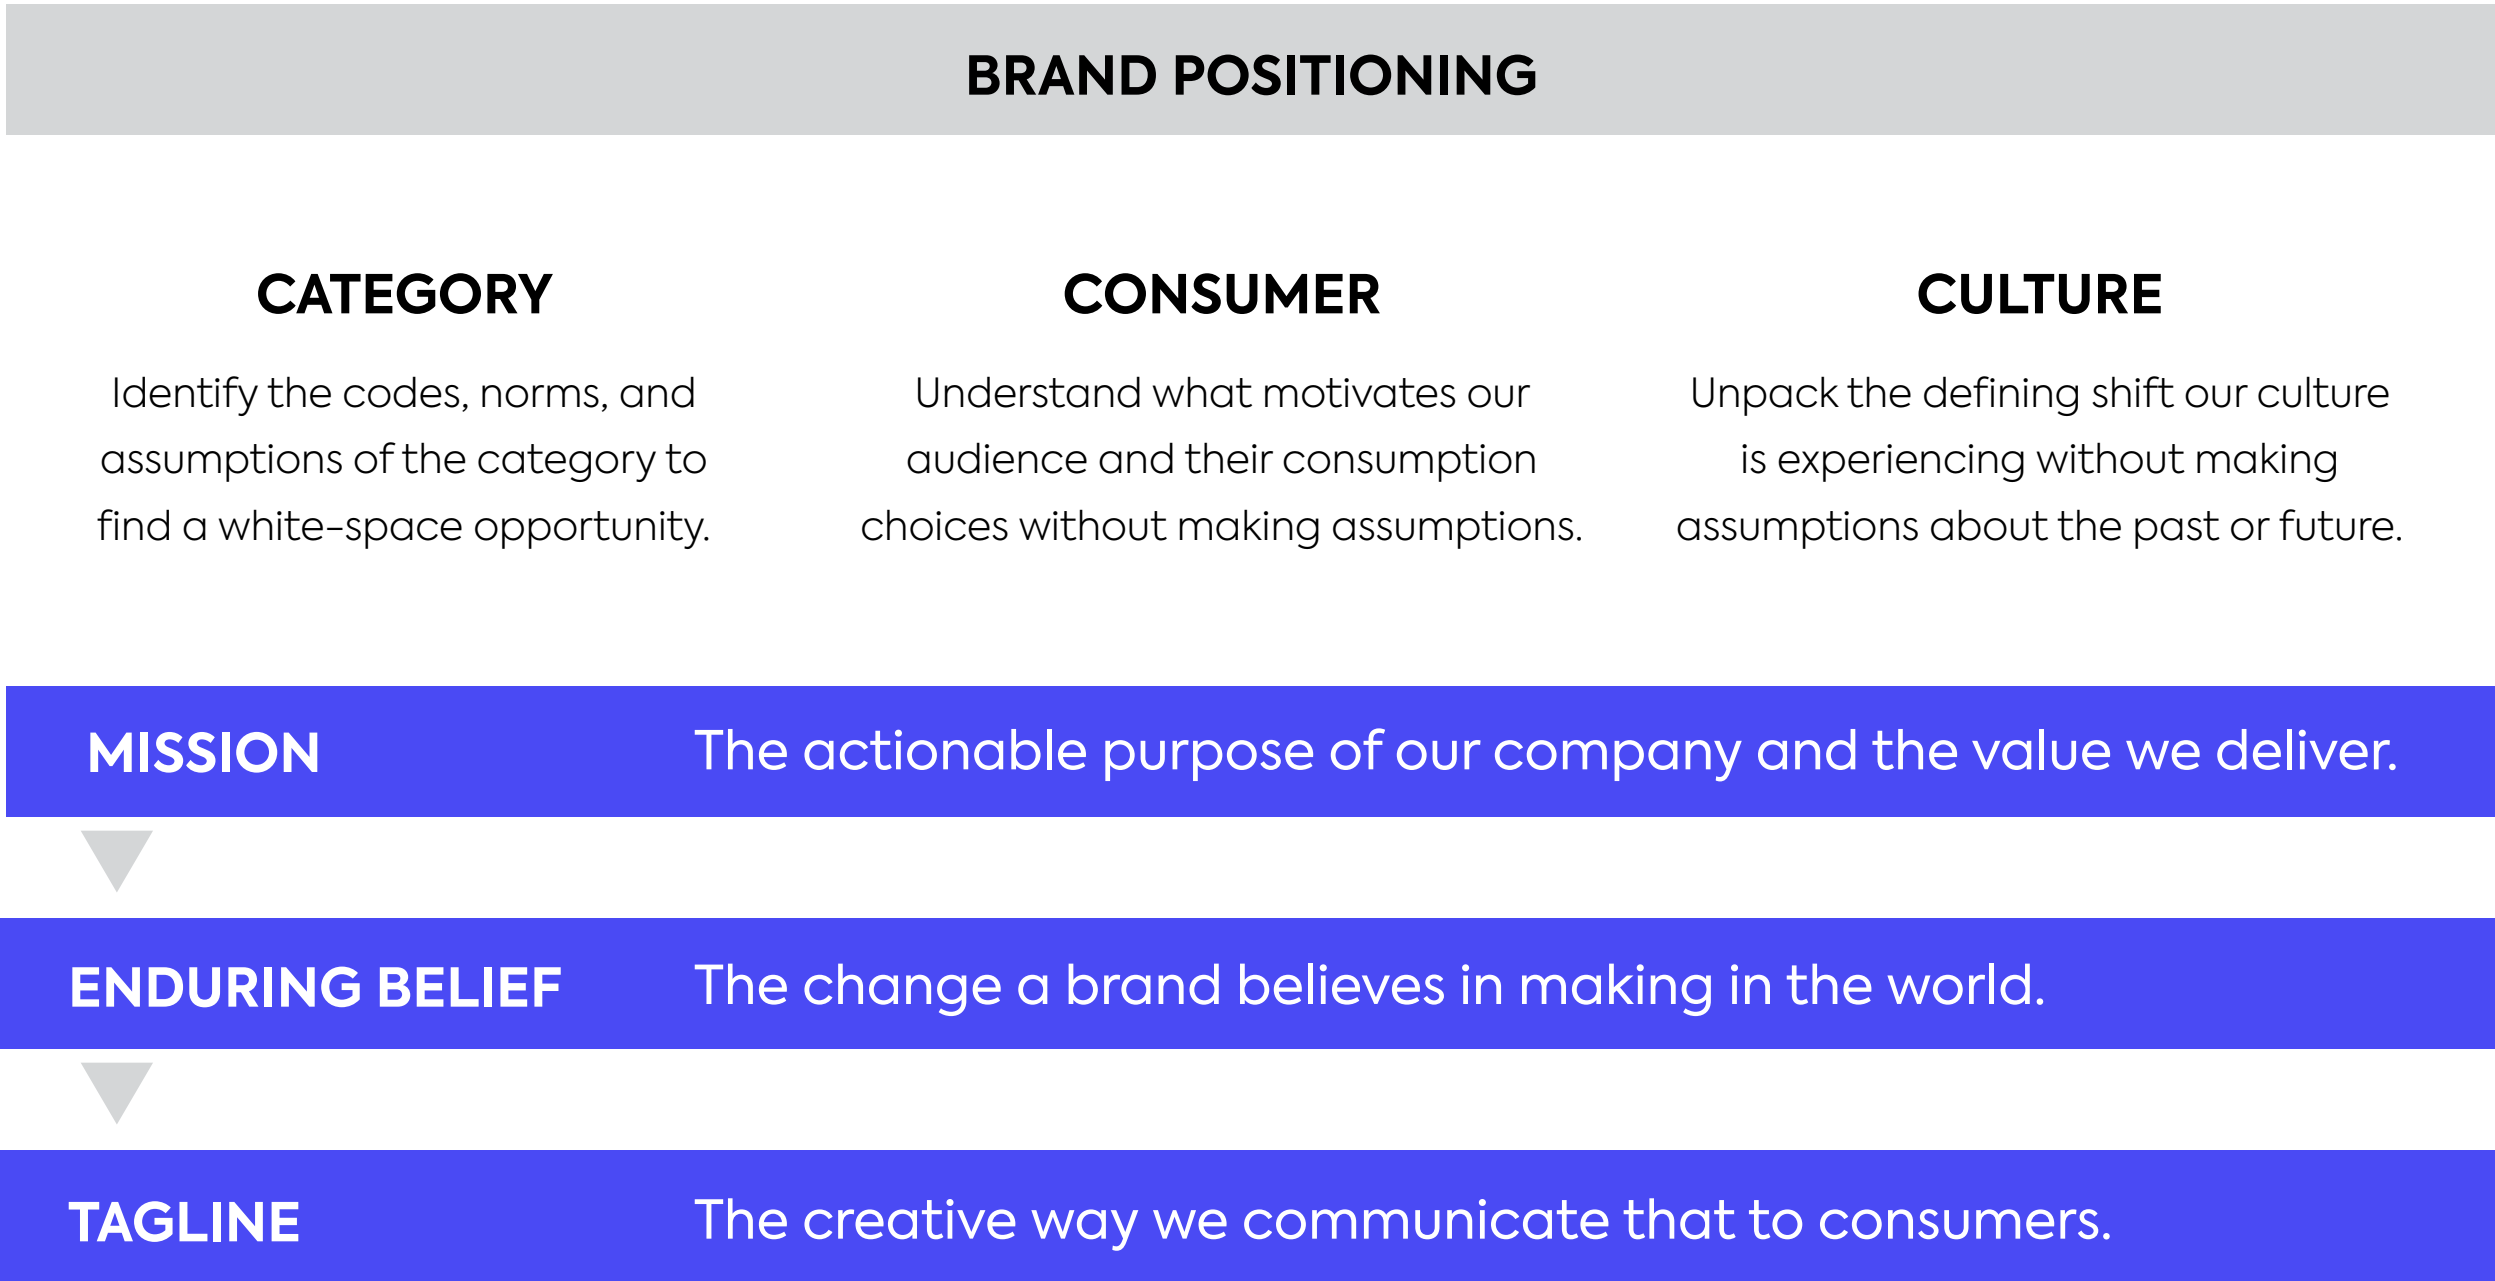 BRAND POSITIONING
CATEGORY
Identify the codes, norms, and
assumptions of the category to
find a white-space opportunity.
CONSUMER
Understand what motivates our
audience and their consumption
choices without making assumptions.
CULTURE
Unpack the defining shift our culture
is experiencing without making
assumptions about the past or future.
MISSION The actionable purpose of our company and the value we deliver.
ENDURING BELIEF The change a brand believes in making in the world.
TAGLINE The creative way we communicate that to consumers.